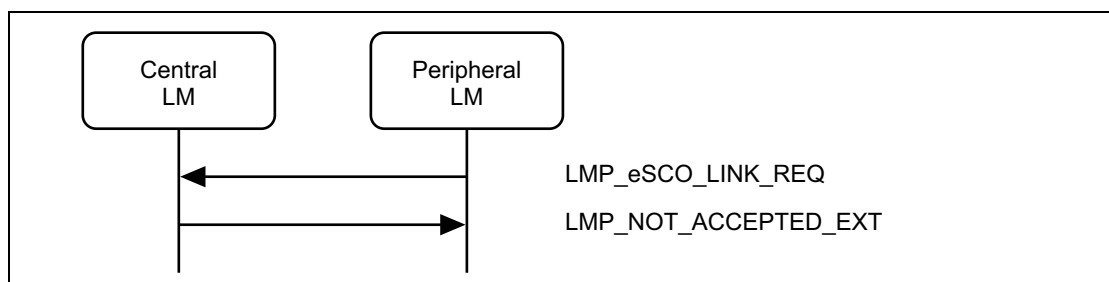 Central
LM
Peripheral
LM
LMP_eSCO_LINK_REQ
LMP_NOT_ACCEPTED_EXT